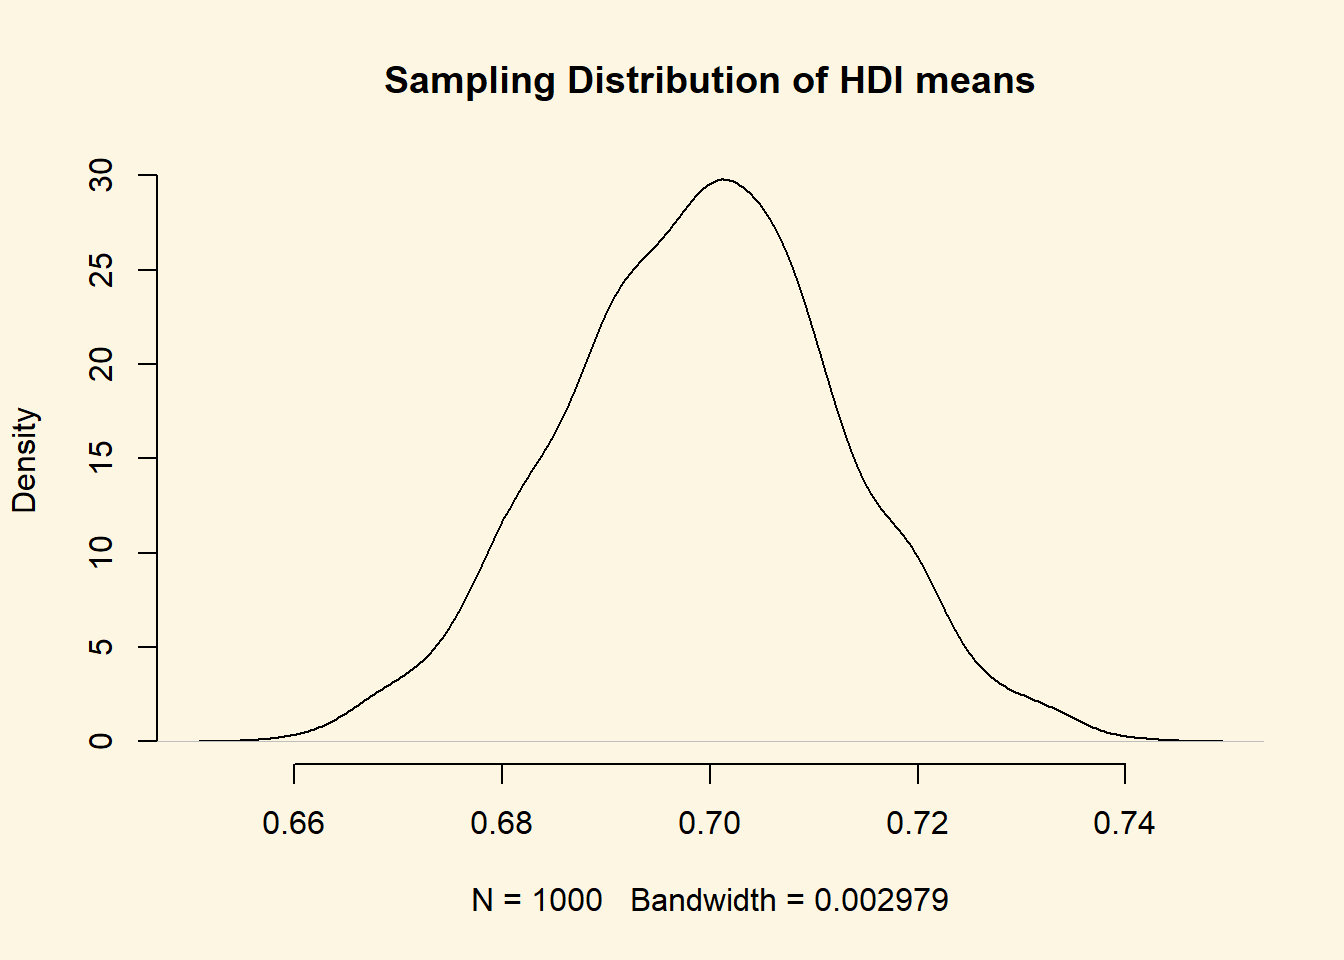 Sampling Distribution of HDI means
30
25
20
15
10
5
0
Density
0.66 0.68 0.70 0.72 0.74
N = 1000 Bandwidth = 0.002979